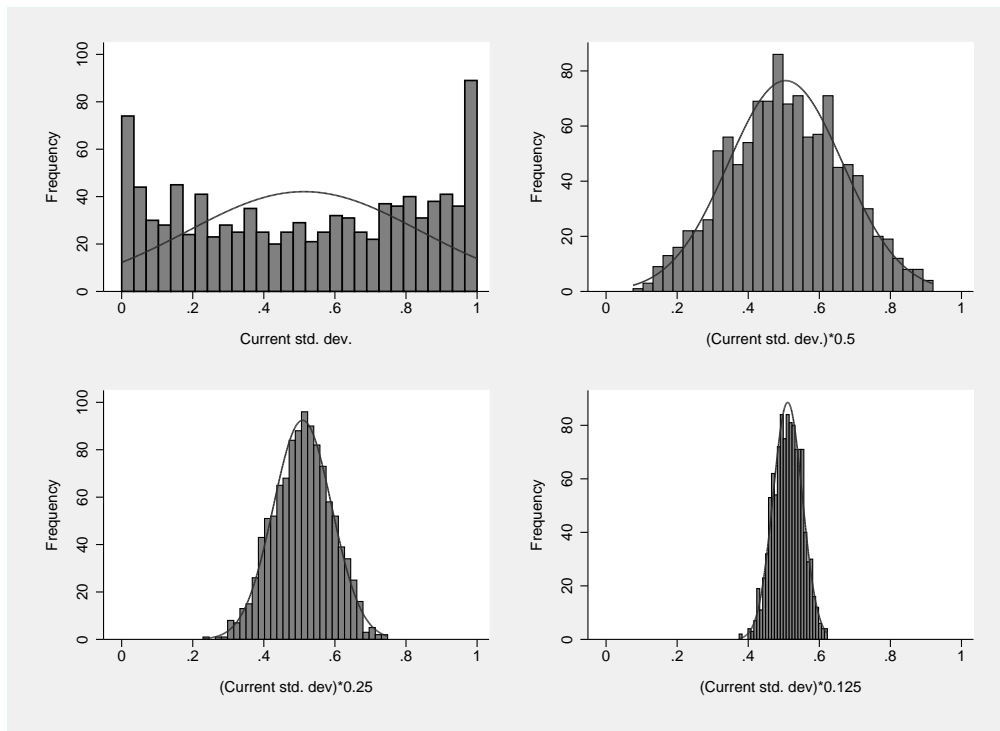 100
80
60
40
20
0
Frequency
0 .2 .4 .6 .8 1
Current std. dev.
80
60
40
20
0
Frequency
0 .2 .4 .6 .8 1
(Current std. dev.)*0.5
100
80
60
40
20
0
Frequency
0 .2 .4 .6 .8 1
(Current std. dev)*0.25
80
60
40
20
0
Frequency
0 .2 .4 .6 .8 1
(Current std. dev)*0.125